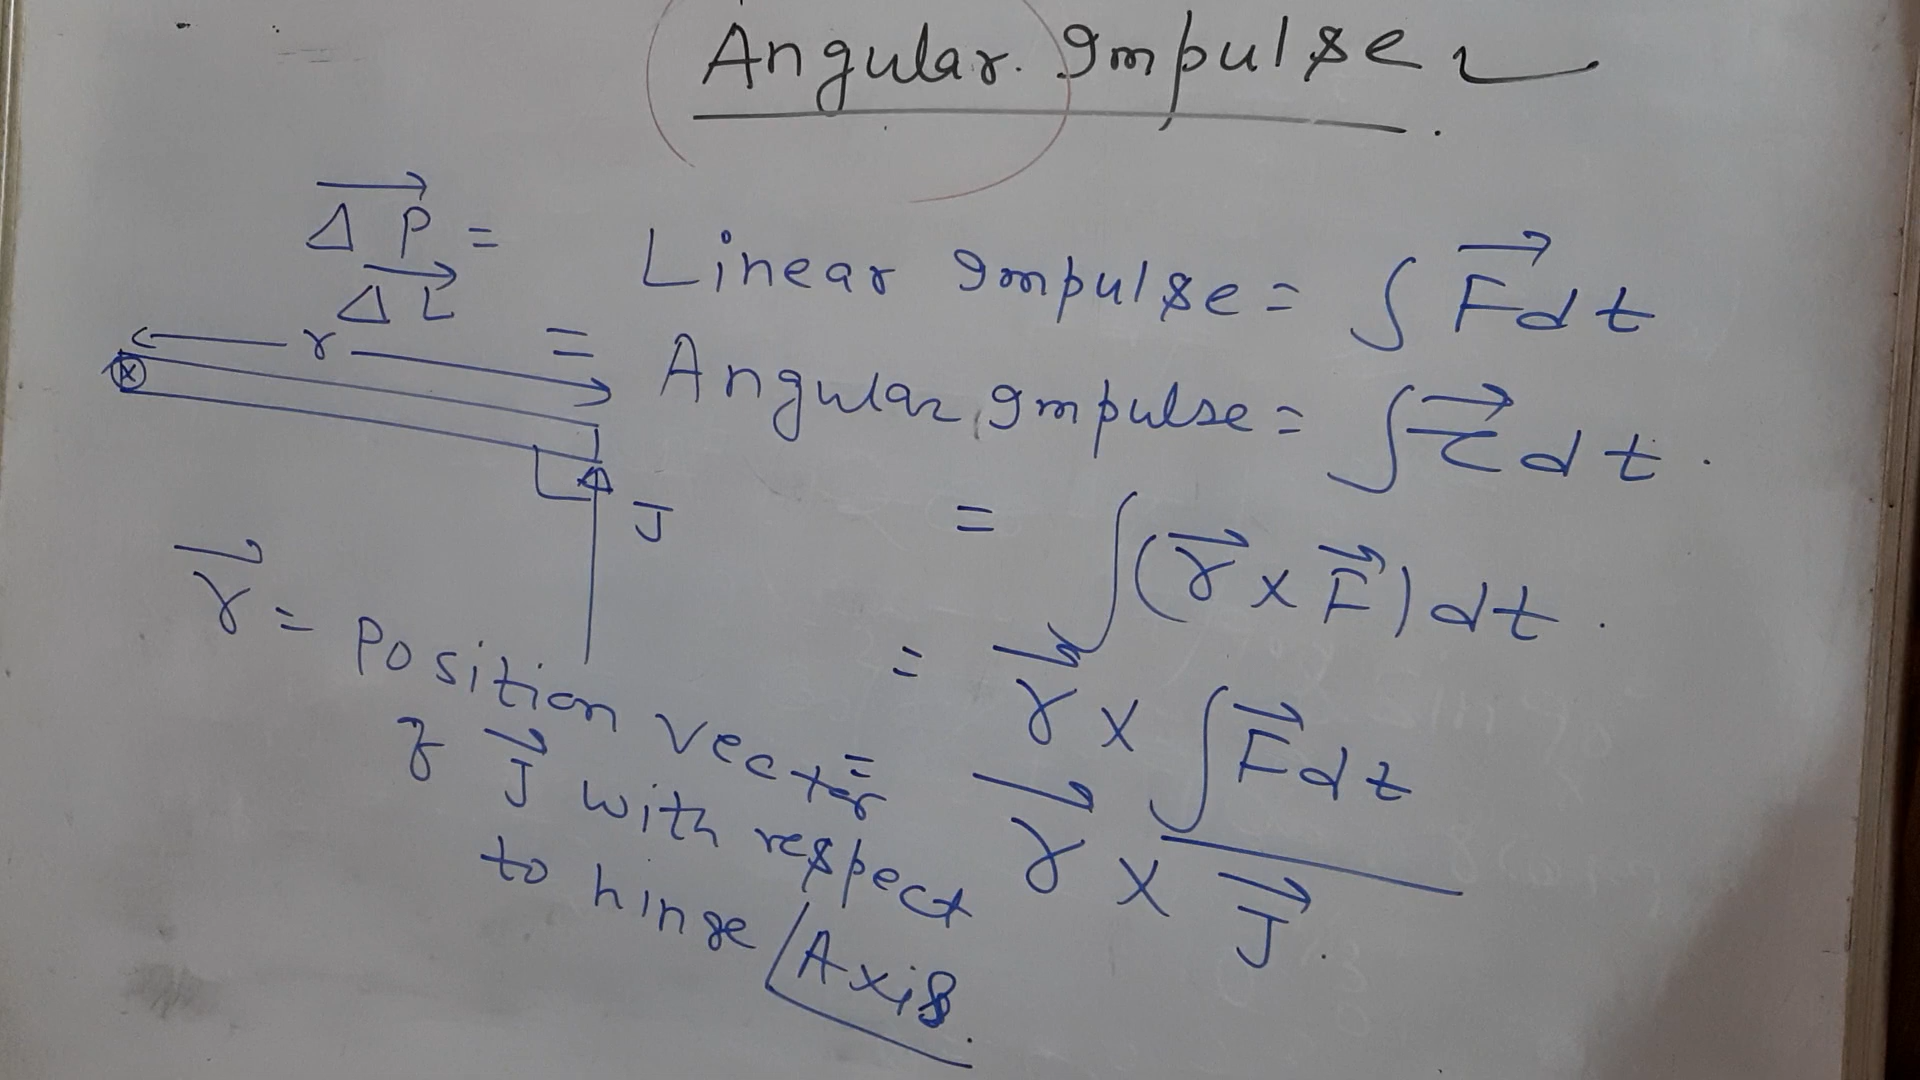 Angular Impulse
ΔP = Linear Impulse = ∫ F dt
ΔL = Angular Impulse = ∫ τ dt.
r
J
= ∫ (r × F) dt.
= r × ∫ F dt
= r × J.
r = Position vector
of J with respect
to hinge / Axis.